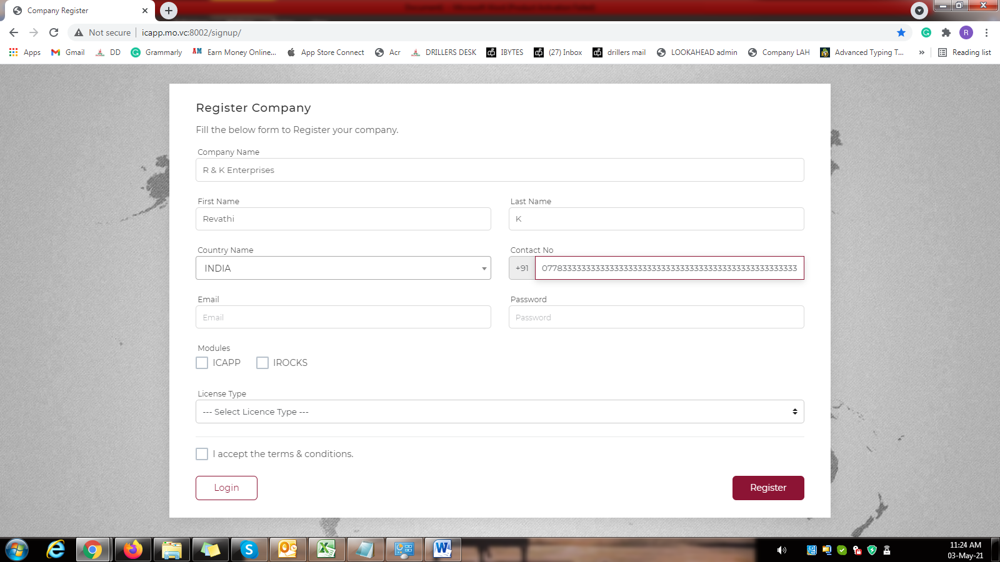 Company Register
Not secure
icapp.mo.vc:8002/signup/
R
Apps
Gmail
DD
Grammarly
AM
Earn Money Online...
App Store Connect
Acr
DRILLERS DESK
IBYTES
(27) Inbox
drillers mail
LOOKAHEAD admin
Company LAH
Advanced Typing T...
»
Reading list
Register Company
Fill the below form to Register your company.
Company Name
R & K Enterprises
First Name
Last Name
Revathi
K
Country Name
Contact No
INDIA
+91
Email
Password
Email
Password
Modules
ICAPP
IROCKS
License Type
--- Select Licence Type ---
I accept the terms & conditions.
Login
Register
11:24 AM
03-May-21